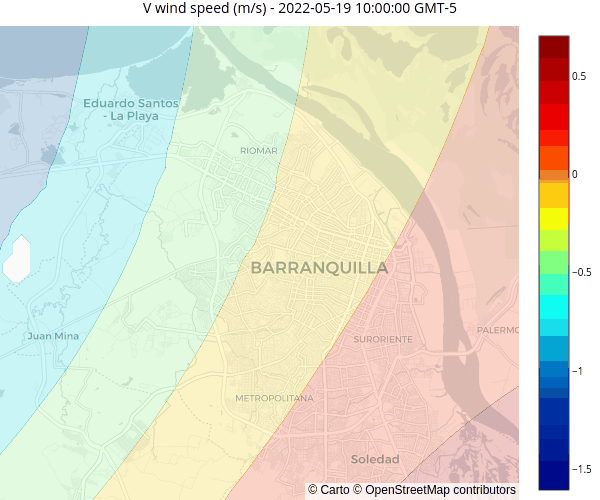 V wind speed (m/s) - 2022-05-19 10:00:00 GMT-5
0.5
Eduardo Santos
- La Playa
RIOMAR
0
BARRANQUILLA
−0.5
Juan Mina
SURORIENTE
PALERMO
−1
METROPOLITANA
Soledad
−1.5
© Carto © OpenStreetMap contributors